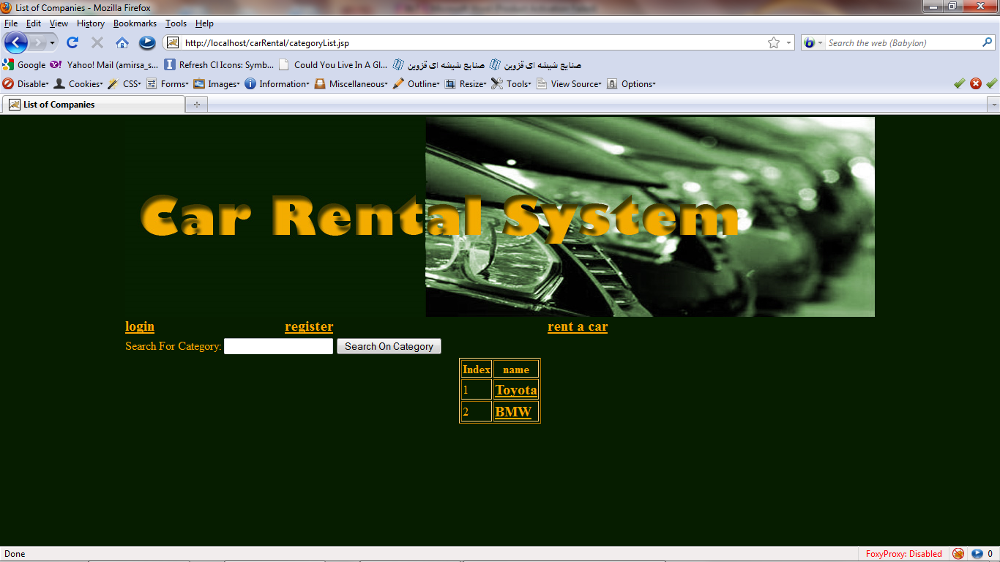 List of Companies - Mozilla Firefox
File Edit View History Bookmarks Tools Help
http://localhost/carRental/categoryList.jsp Search the web (Babylon)
Google Yahoo! Mail (amirsa_s... Refresh CI Icons: Symb... Could You Live In A Gl... صنایع شیشه ای قزوین صنایع شیشه ای قزوین
Disable Cookies CSS Forms Images Information Miscellaneous Outline Resize Tools View Source Options
List of Companies
Car Rental System
login register rent a car
Search For Category: Search On Category
Index name
1 Toyota
2 BMW
Done FoxyProxy: Disabled 0